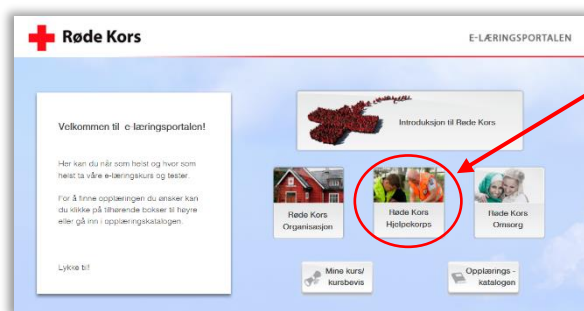 Røde Kors
E-LÆRINGSPORTALEN
Velkommen til e-læringsportalen!
Her kan du når som helst og hvor som
helst ta våre e-læringskurs og tester.
For å finne opplæringen du ønsker kan
du klikke på tilhørende bokser til høyre
eller gå inn i opplæringskatalogen.
Lykke til!
Introduksjon til Røde Kors
Røde Kors
Organisasjon
Røde Kors
Hjelpekorps
Røde Kors
Omsorg
Mine kurs/
kursbevis
Opplærings -
katalogen